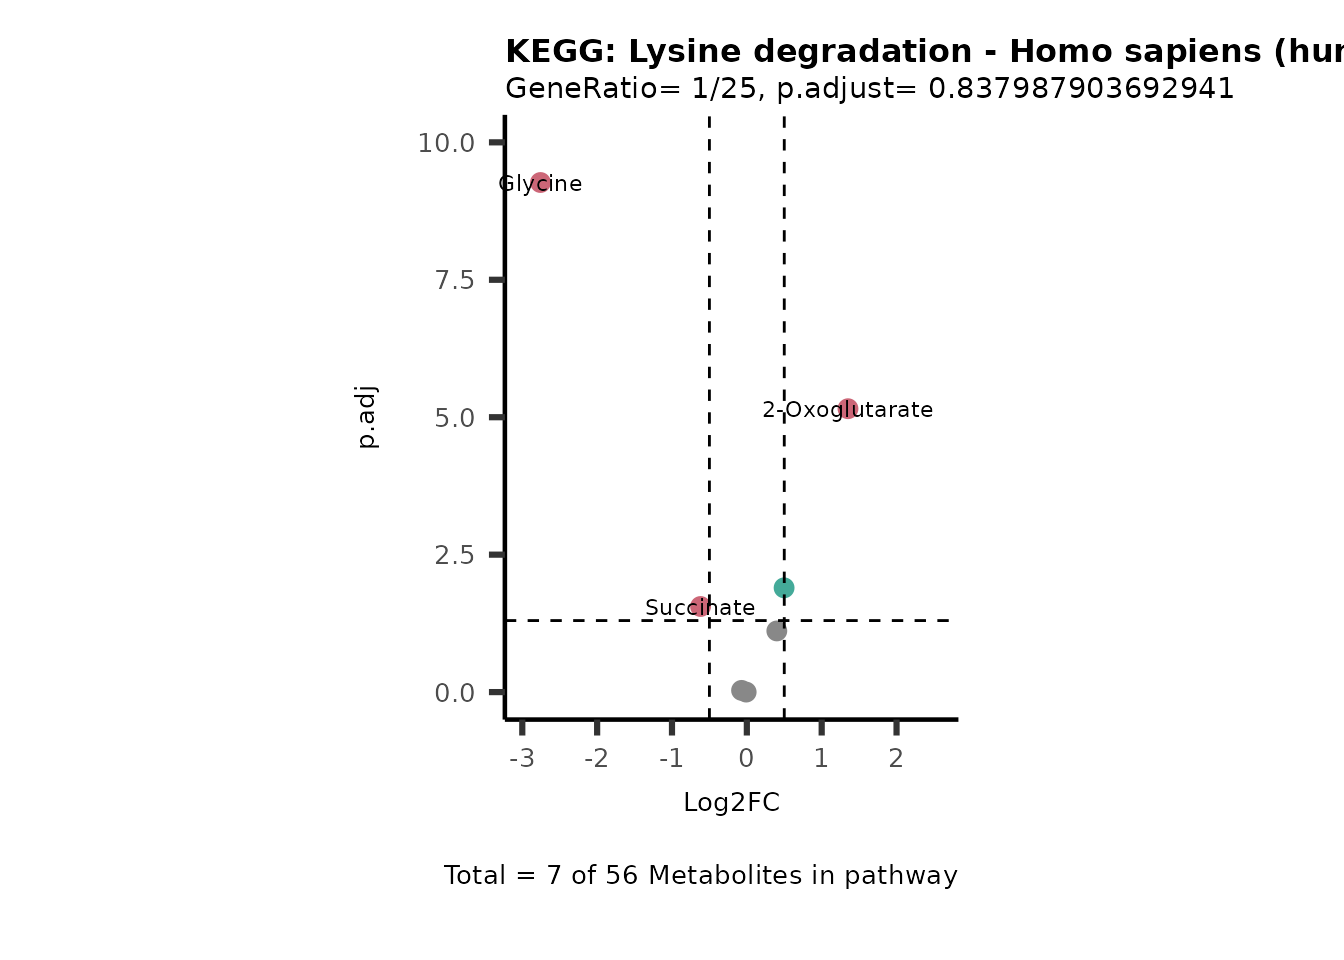 KEGG: Lysine degradation - Homo sapiens (hur
GeneRatio= 1/25, p.adjust= 0.837987903692941
10.0
Glycine
7.5
p.adj
5.0
2-Oxoglutarate
2.5
Succinate
0.0
-3 -2 -1 0 1 2
Log2FC
Total = 7 of 56 Metabolites in pathway